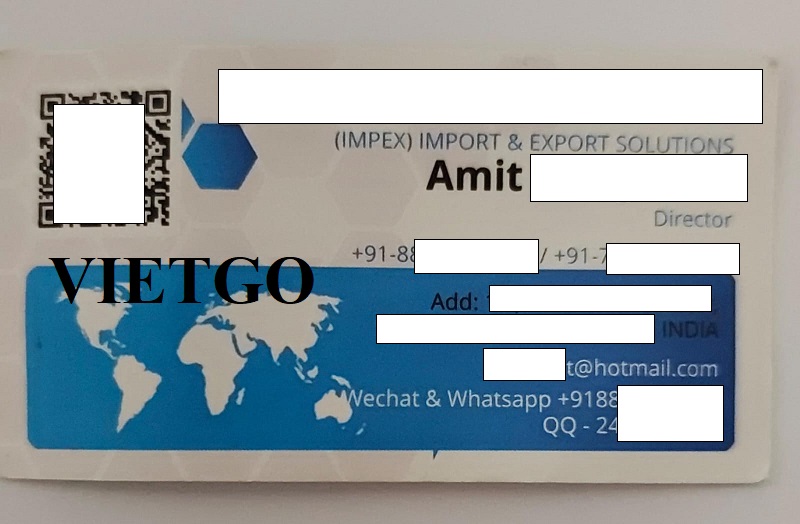 (IMPEX) IMPORT & EXPORT SOLUTIONS
Amit
Director
+91-88 / +91-7
VIETGO
Add:
INDIA
t@hotmail.com
Wechat & Whatsapp +9188
QQ - 24